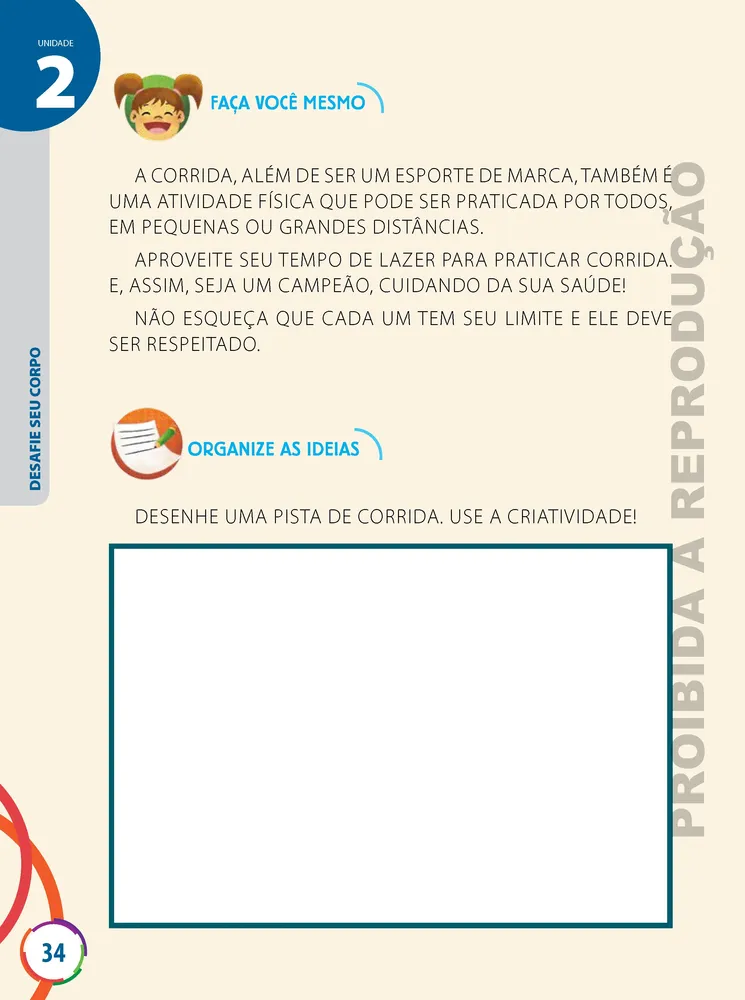 UNIDADE
2
FAÇA VOCÊ MESMO
A CORRIDA, ALÉM DE SER UM ESPORTE DE MARCA, TAMBÉM É
UMA ATIVIDADE FÍSICA QUE PODE SER PRATICADA POR TODOS,
EM PEQUENAS OU GRANDES DISTÂNCIAS.
APROVEITE SEU TEMPO DE LAZER PARA PRATICAR CORRIDA.
E, ASSIM, SEJA UM CAMPEÃO, CUIDANDO DA SUA SAÚDE!
NÃO ESQUEÇA QUE CADA UM TEM SEU LIMITE E ELE DEVE
SER RESPEITADO.
DESAFIE SEU CORPO
ORGANIZE AS IDEIAS
DESENHE UMA PISTA DE CORRIDA. USE A CRIATIVIDADE!
PROIBIDA A REPRODUÇÃO
34